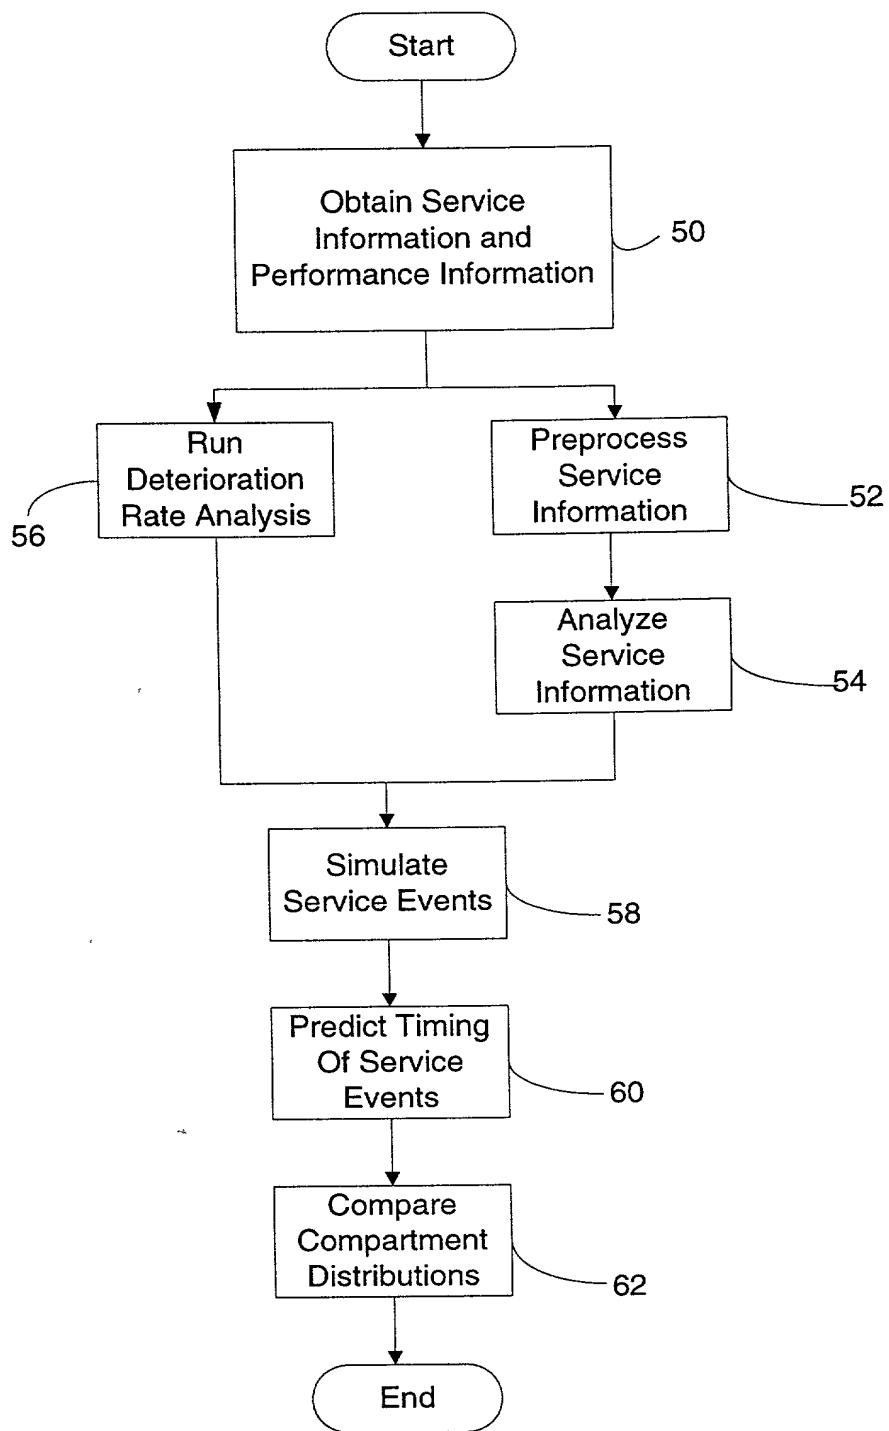 Start
Obtain Service
Information and
Performance Information
50
Run
Deterioration
Rate Analysis
56
Preprocess
Service
Information
52
Analyze
Service
Information
54
Simulate
Service Events
58
Predict Timing
Of Service
Events
60
Compare
Compartment
Distributions
62
End